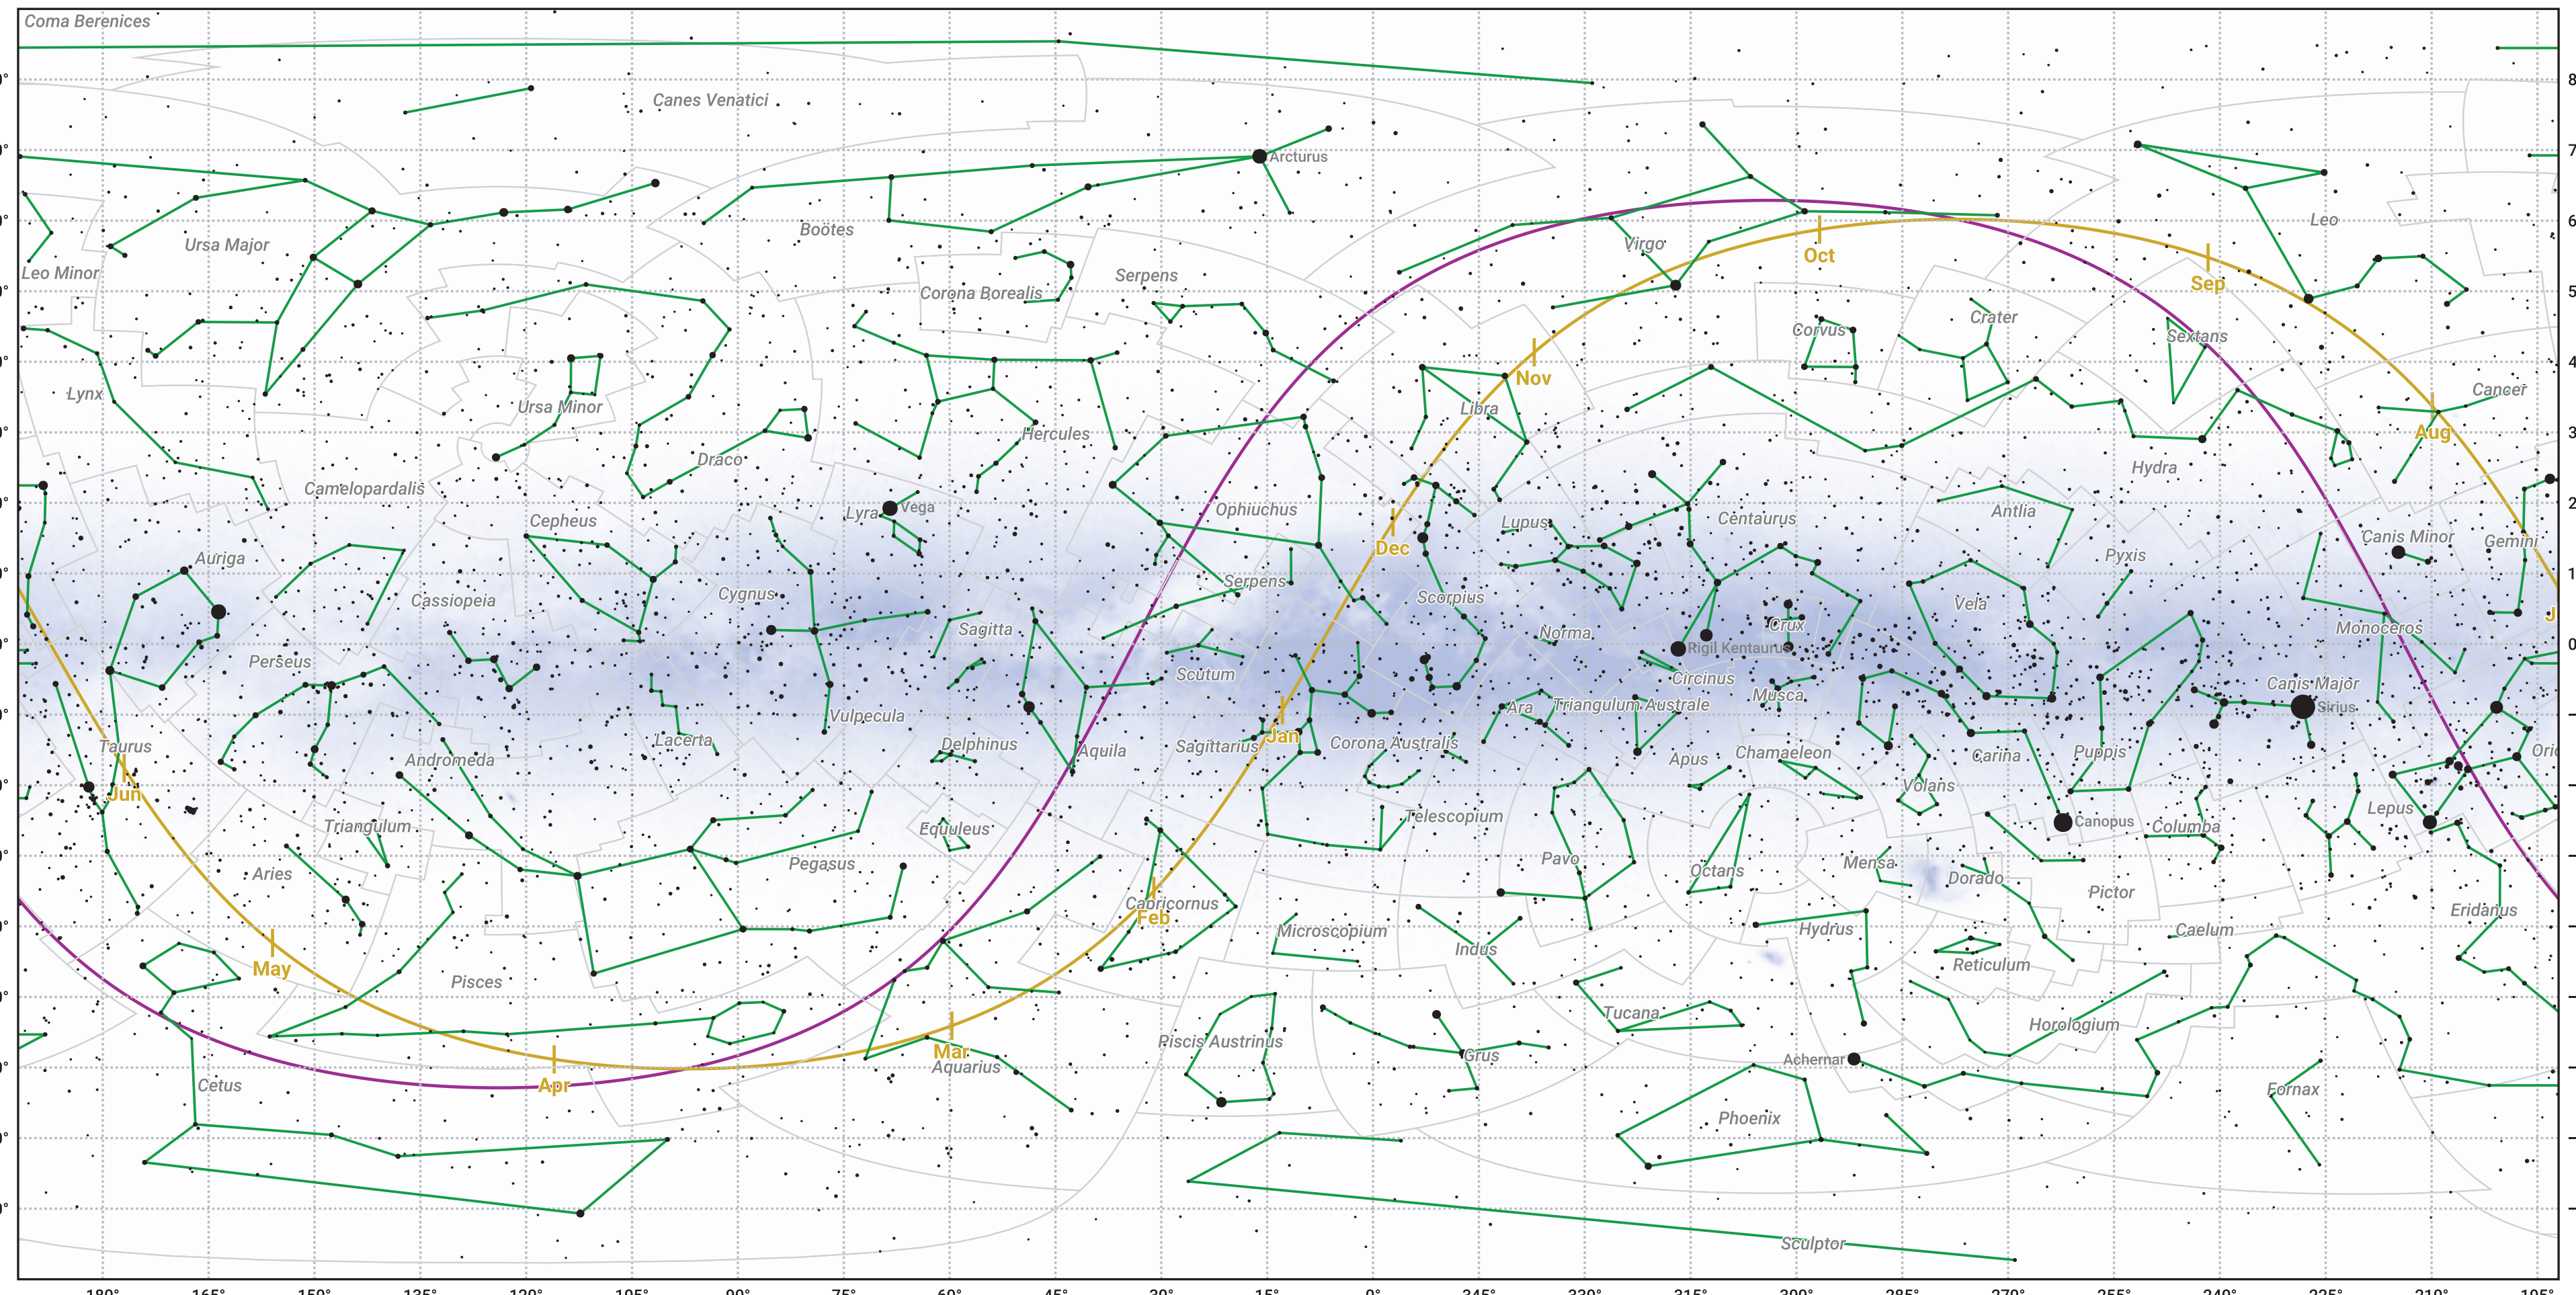 Coma Berenices
Canes Venatici
Arcturus
Ursa Major
Boötes
Virgo
Leo
Oct
Leo Minor
Corona Borealis
Serpens
Sep
Crater
Corvus
Sextans
Nov
Lynx
Ursa Minor
Libra
Cancer
Hercules
Aug
Draco
Hydra
Camelopardalis
Cepheus
Lyra
Vega
Ophiuchus
Lupus
Centaurus
Antlia
Canis Minor
Gemini
Dec
Auriga
Pyxis
Serpens
Cassiopeia
Cygnus
Scorpius
Vela
Sagitta
Norma
Crux
Monoceros
Rigil Kentaurus
Perseus
Scutum
Circinus
Musca
Canis Major
Sirius
Vulpecula
Ara
Triangulum Australe
Taurus
Lacerta
Delphinus
Aquila
Sagittarius
Jan
Corona Australis
Chamaeleon
Andromeda
Apus
Carina
Puppis
Jun
Volans
Triangulum
Equuleus
Telescopium
Canopus
Columba
Lepus
Aries
Pegasus
Pavo
Octans
Mensa
Dorado
Pictor
Capricornus
Feb
Microscopium
Indus
Hydrus
Caelum
Eridanus
May
Pisces
Reticulum
Tucana
Horologium
Mar
Piscis Austrinus
Grus
Achernar
Aquarius
Apr
Cetus
Fornax
Phoenix
Sculptor
180° 165° 150° 135° 120° 105° 90° 75° 60° 45° 30° 15° 0° 345° 330° 315° 300° 285° 270° 255° 240° 225° 210° 195°